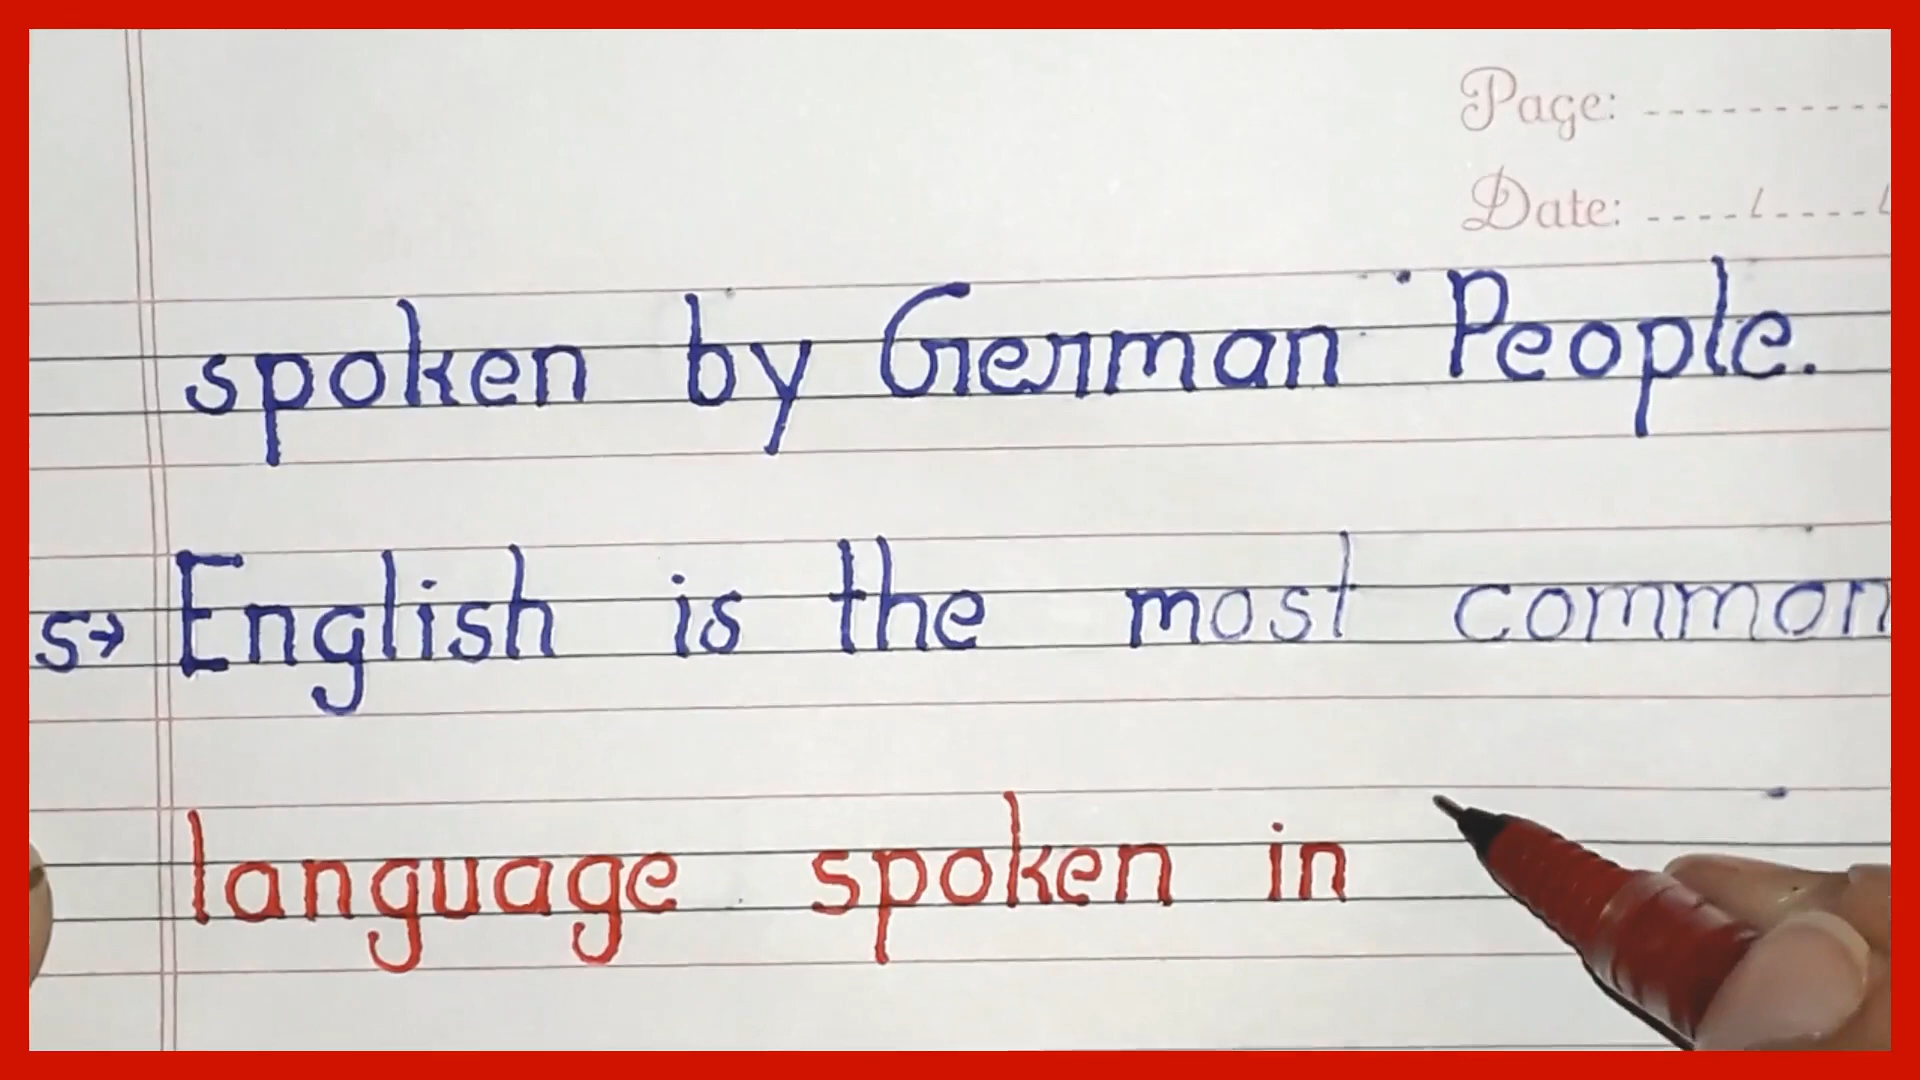 Page: ----------
Date: ----/----/
spoken by German People.
5→ English is the most common
language spoken in